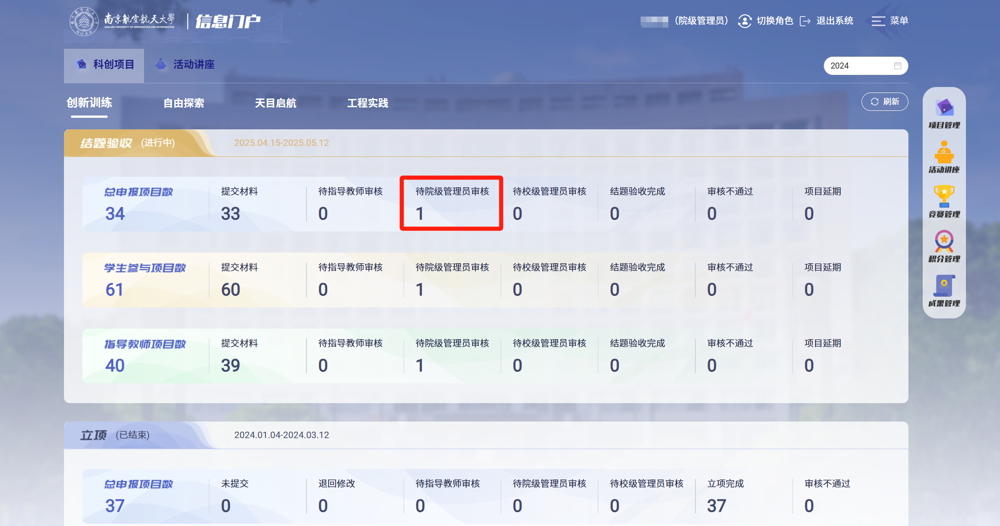 南京航空航天大學
NANJING UNIVERSITY OF AERONAUTICS AND ASTRONAUTICS
1952
NUAA
信息门户
（院级管理员）
切换角色
退出系统
菜单
科创项目
活动讲座
2024
创新训练
自由探索
天目启航
工程实践
刷新
项目管理
活动讲座
竞赛管理
积分管理
成果管理
结题验收 (进行中) 2025.04.15-2025.05.12
总申报项目数 提交材料 待指导教师审核 待院级管理员审核 待校级管理员审核 结题验收完成 审核不通过 项目延期
34 33 0 1 0 0 0 0
学生参与项目数 提交材料 待指导教师审核 待院级管理员审核 待校级管理员审核 结题验收完成 审核不通过 项目延期
61 60 0 1 0 0 0 0
指导教师项目数 提交材料 待指导教师审核 待院级管理员审核 待校级管理员审核 结题验收完成 审核不通过 项目延期
40 39 0 1 0 0 0 0
立项 (已结束) 2024.01.04-2024.03.12
总申报项目数 未提交 退回修改 待指导教师审核 待院级管理员审核 待校级管理员审核 立项完成 审核不通过
37 0 0 0 0 0 37 0